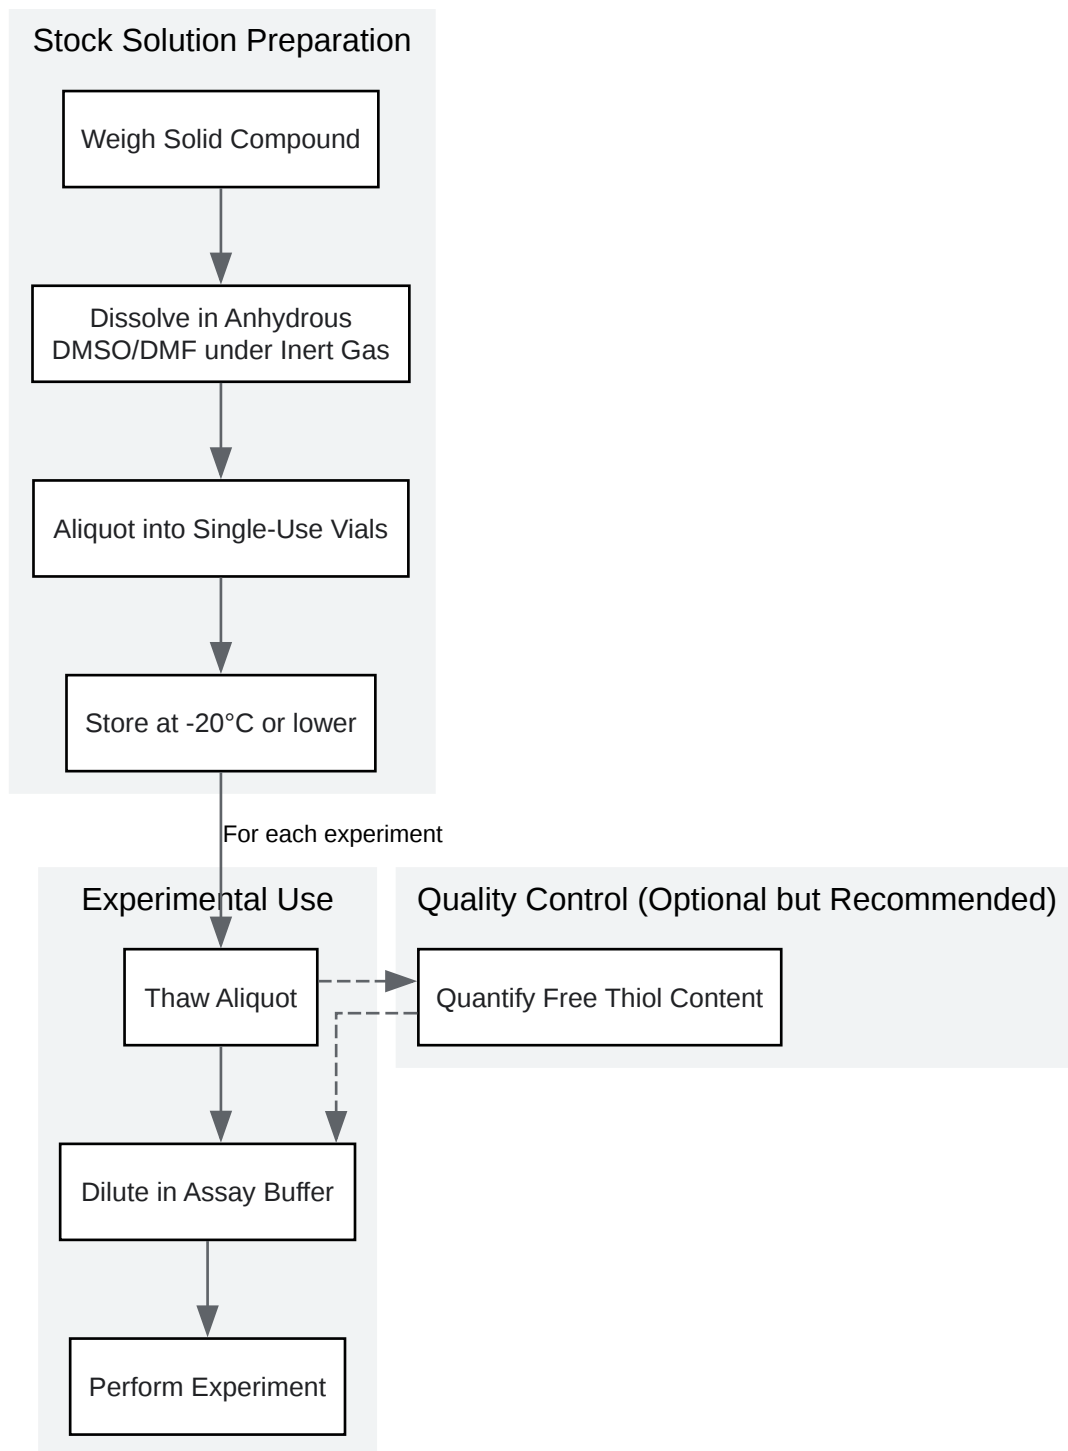 Stock Solution Preparation
Weigh Solid Compound
Dissolve in Anhydrous
DMSO/DMF under Inert Gas
Aliquot into Single-Use Vials
Store at -20°C or lower
For each experiment
Experimental Use
Quality Control (Optional but Recommended)
Thaw Aliquot
Quantify Free Thiol Content
Dilute in Assay Buffer
Perform Experiment